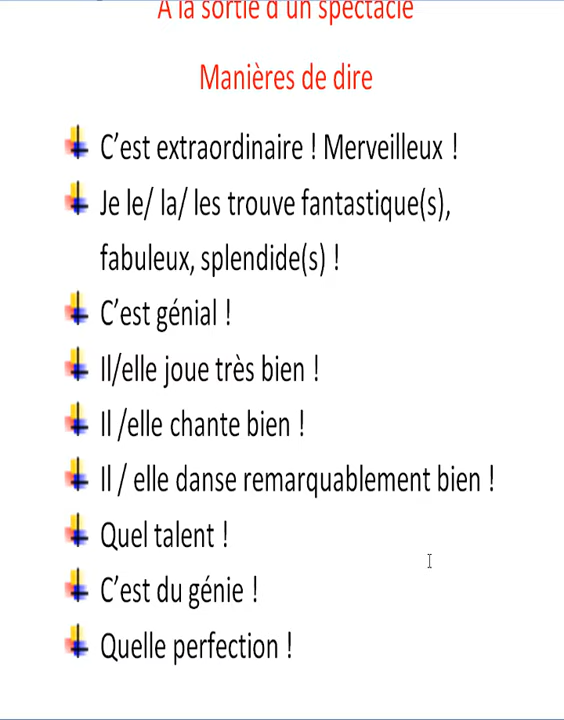 A la sortie d'un spectacle
Manières de dire
C'est extraordinaire ! Merveilleux !
Je le/ la/ les trouve fantastique(s),
fabuleux, splendide(s) !
C'est génial !
Il/elle joue très bien !
Il /elle chante bien !
Il / elle danse remarquablement bien !
Quel talent !
C'est du génie !
Quelle perfection !